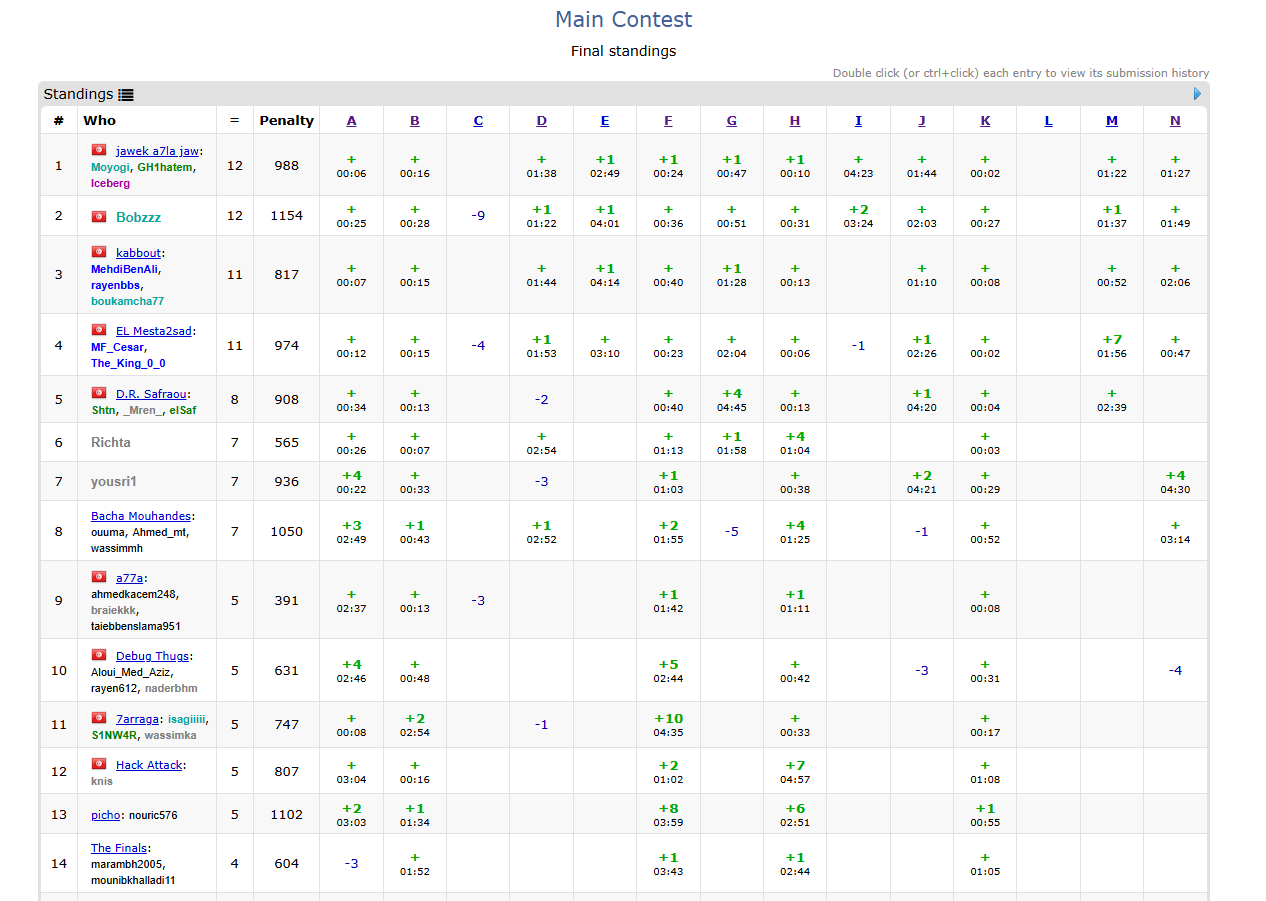 Main Contest
Final standings
Double click (or ctrl+click) each entry to view its submission history
Standings
# Who = Penalty A B C D E F G H I J K L M N
1 jawek a7la jaw: Moyogi, GH1hatem, Iceberg 12 988 + 00:06 + 00:16 + 01:38 +1 02:49 +1 00:24 +1 00:47 +1 00:10 + 04:23 + 01:44 + 00:02 + 01:22 + 01:27
2 Bobzzz 12 1154 + 00:25 + 00:28 -9 +1 01:22 +1 04:01 + 00:36 + 00:51 + 00:31 +2 03:24 + 02:03 + 00:27 +1 01:37 + 01:49
3 kabbout: MehdiBenAli, rayenbbs, boukamcha77 11 817 + 00:07 + 00:15 + 01:44 +1 04:14 + 00:40 +1 01:28 + 00:13 + 01:10 + 00:08 + 00:52 + 02:06
4 EL Mesta2sad: MF_Cesar, The_King_0_0 11 974 + 00:12 + 00:15 -4 +1 01:53 + 03:10 + 00:23 + 02:04 + 00:06 -1 +1 02:26 + 00:02 +7 01:56 + 00:47
5 D.R. Safraou: Shtn, _Mren_, elSaf 8 908 + 00:34 + 00:13 -2 + 00:40 +4 04:45 + 00:13 +1 04:20 + 00:04 + 02:39
6 Richta 7 565 + 00:26 + 00:07 + 02:54 + 01:13 +1 01:58 +4 01:04 + 00:03
7 yousri1 7 936 +4 00:22 + 00:33 -3 +1 01:03 + 00:38 +2 04:21 + 00:29 +4 04:30
8 Bacha Mouhandes: ouuma, Ahmed_mt, wassimmh 7 1050 +3 02:49 +1 00:43 +1 02:52 +2 01:55 -5 +4 01:25 -1 + 00:52 + 03:14
9 a77a: ahmedkacem248, braiekkk, taiebbenslama951 5 391 + 02:37 + 00:13 -3 +1 01:42 +1 01:11 + 00:08
10 Debug Thugs: Aloui_Med_Aziz, rayen612, naderbhm 5 631 +4 02:46 + 00:48 +5 02:44 + 00:42 -3 + 00:31 -4
11 7arraga: isagiiiii, S1NW4R, wassimka 5 747 + 00:08 +2 02:54 -1 +10 04:35 + 00:33 + 00:17
12 Hack Attack: knis 5 807 + 03:04 + 00:16 +2 01:02 +7 04:57 + 01:08
13 picho: nouric576 5 1102 +2 03:03 +1 01:34 +8 03:59 +6 02:51 +1 00:55
14 The Finals: marambh2005, mounibkhalladi11 4 604 -3 + 01:52 +1 03:43 +1 02:44 + 01:05